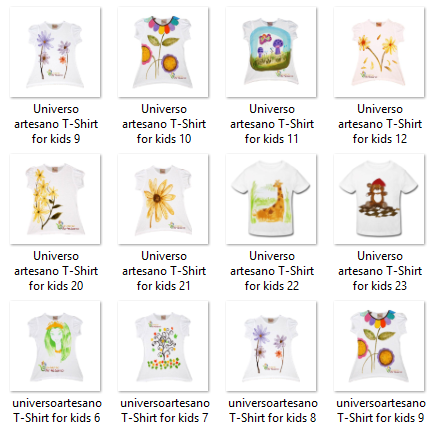 Universo
artesano T-Shirt
for kids 9
Universo
artesano T-Shirt
for kids 10
Universo
artesano T-Shirt
for kids 11
Universo
artesano T-Shirt
for kids 12
Universo
artesano T-Shirt
for kids 20
Universo
artesano T-Shirt
for kids 21
Universo
artesano T-Shirt
for kids 22
Universo
artesano T-Shirt
for kids 23
universoartesano
T-Shirt for kids 6
universoartesano
T-Shirt for kids 7
universoartesano
T-Shirt for kids 8
universoartesano
T-Shirt for kids 9